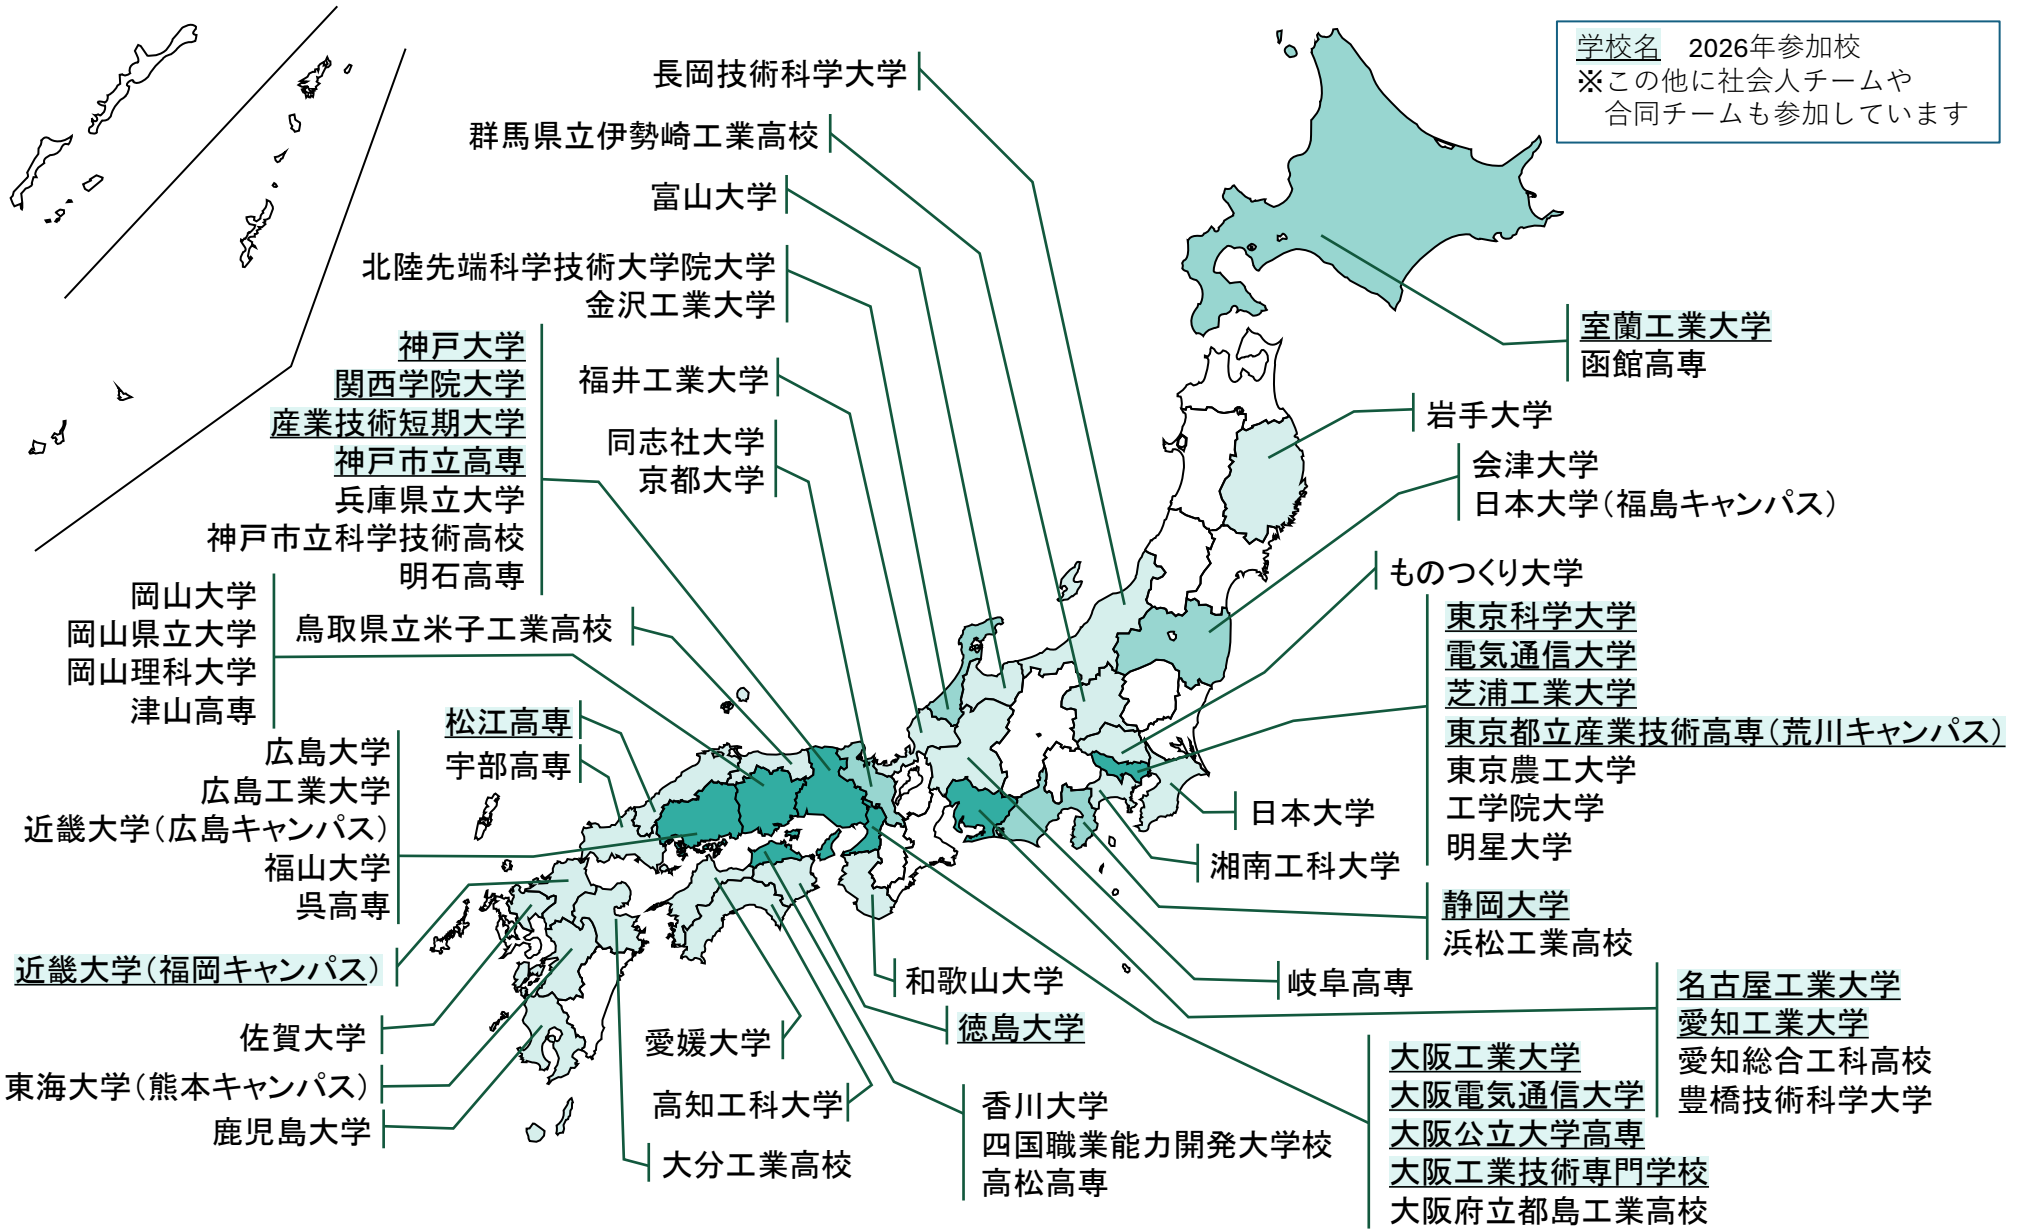 学校名　2026年参加校
※この他に社会人チームや
合同チームも参加しています
長岡技術科学大学
群馬県立伊勢崎工業高校
富山大学
北陸先端科学技術大学院大学
金沢工業大学
神戸大学
関西学院大学
産業技術短期大学
神戸市立高専
兵庫県立大学
神戸市立科学技術高校
明石高専
福井工業大学
同志社大学
京都大学
室蘭工業大学
函館高専
岩手大学
会津大学
日本大学（福島キャンパス）
ものつくり大学
東京科学大学
電気通信大学
芝浦工業大学
東京都立産業技術高専（荒川キャンパス）
東京農工大学
工学院大学
明星大学
岡山大学
岡山県立大学
岡山理科大学
津山高専
鳥取県立米子工業高校
松江高専
宇部高専
広島大学
広島工業大学
近畿大学（広島キャンパス）
福山大学
呉高専
日本大学
湘南工科大学
静岡大学
浜松工業高校
近畿大学（福岡キャンパス）
佐賀大学
東海大学（熊本キャンパス）
鹿児島大学
和歌山大学
徳島大学
愛媛大学
高知工科大学
大分工業高校
香川大学
四国職業能力開発大学校
高松高専
岐阜高専
名古屋工業大学
愛知工業大学
愛知総合工科高校
豊橋技術科学大学
大阪工業大学
大阪電気通信大学
大阪公立大学高専
大阪工業技術専門学校
大阪府立都島工業高校